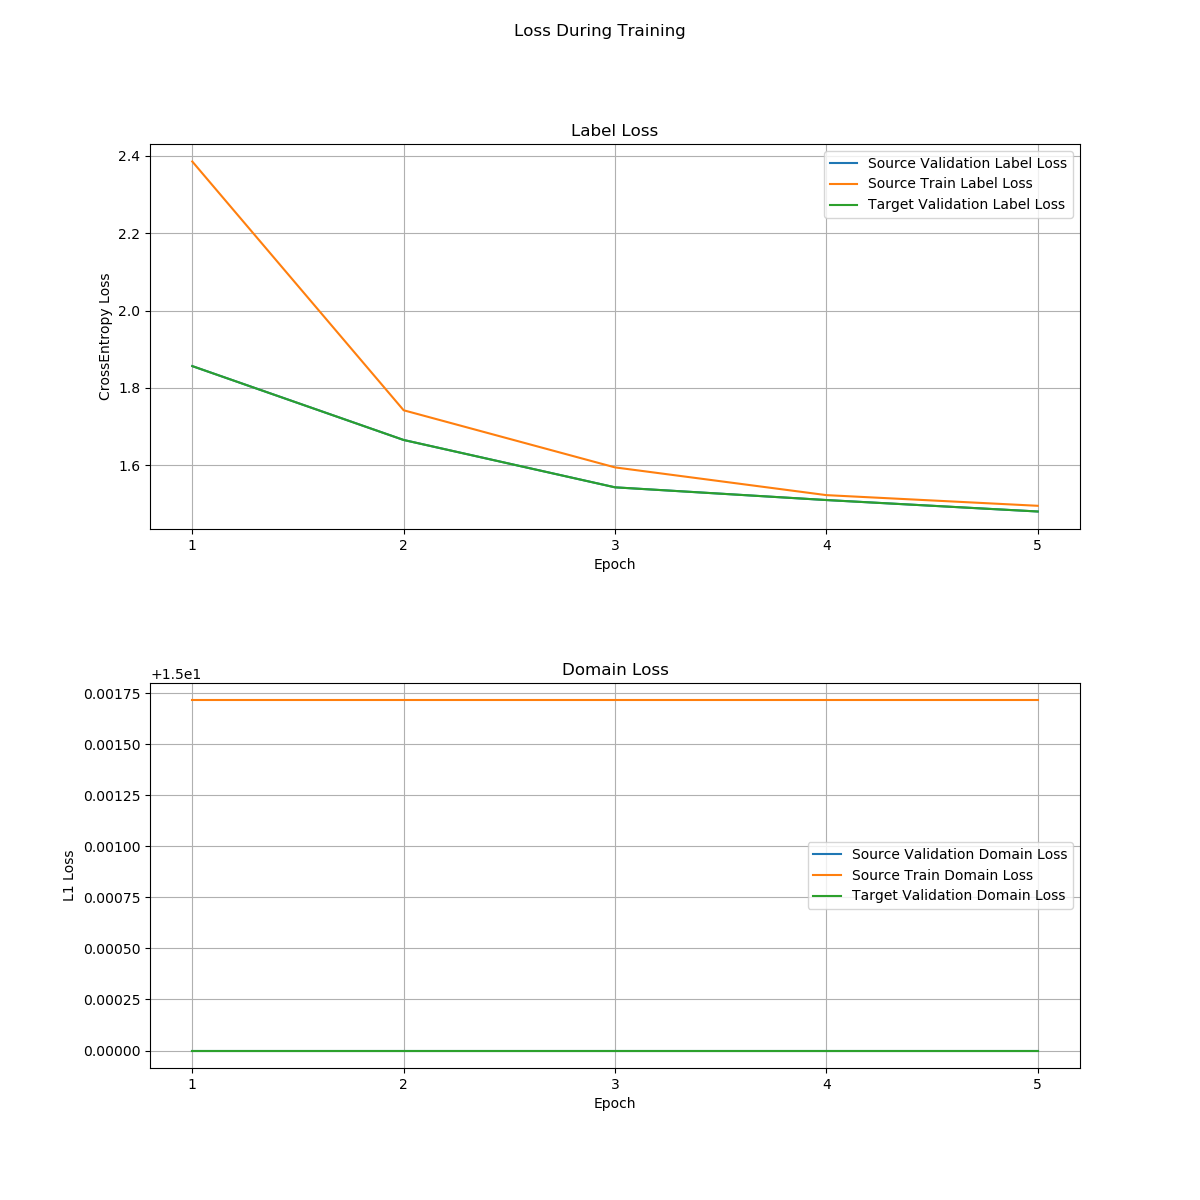 Loss During Training
Label Loss
2.4
2.2
2.0
1.8
1.6
CrossEntropy Loss
Source Validation Label Loss
Source Train Label Loss
Target Validation Label Loss
1 2 3 4 5
Epoch
Domain Loss
+1.5e1
0.00175
0.00150
0.00125
0.00100
0.00075
0.00050
0.00025
0.00000
L1 Loss
Source Validation Domain Loss
Source Train Domain Loss
Target Validation Domain Loss
1 2 3 4 5
Epoch